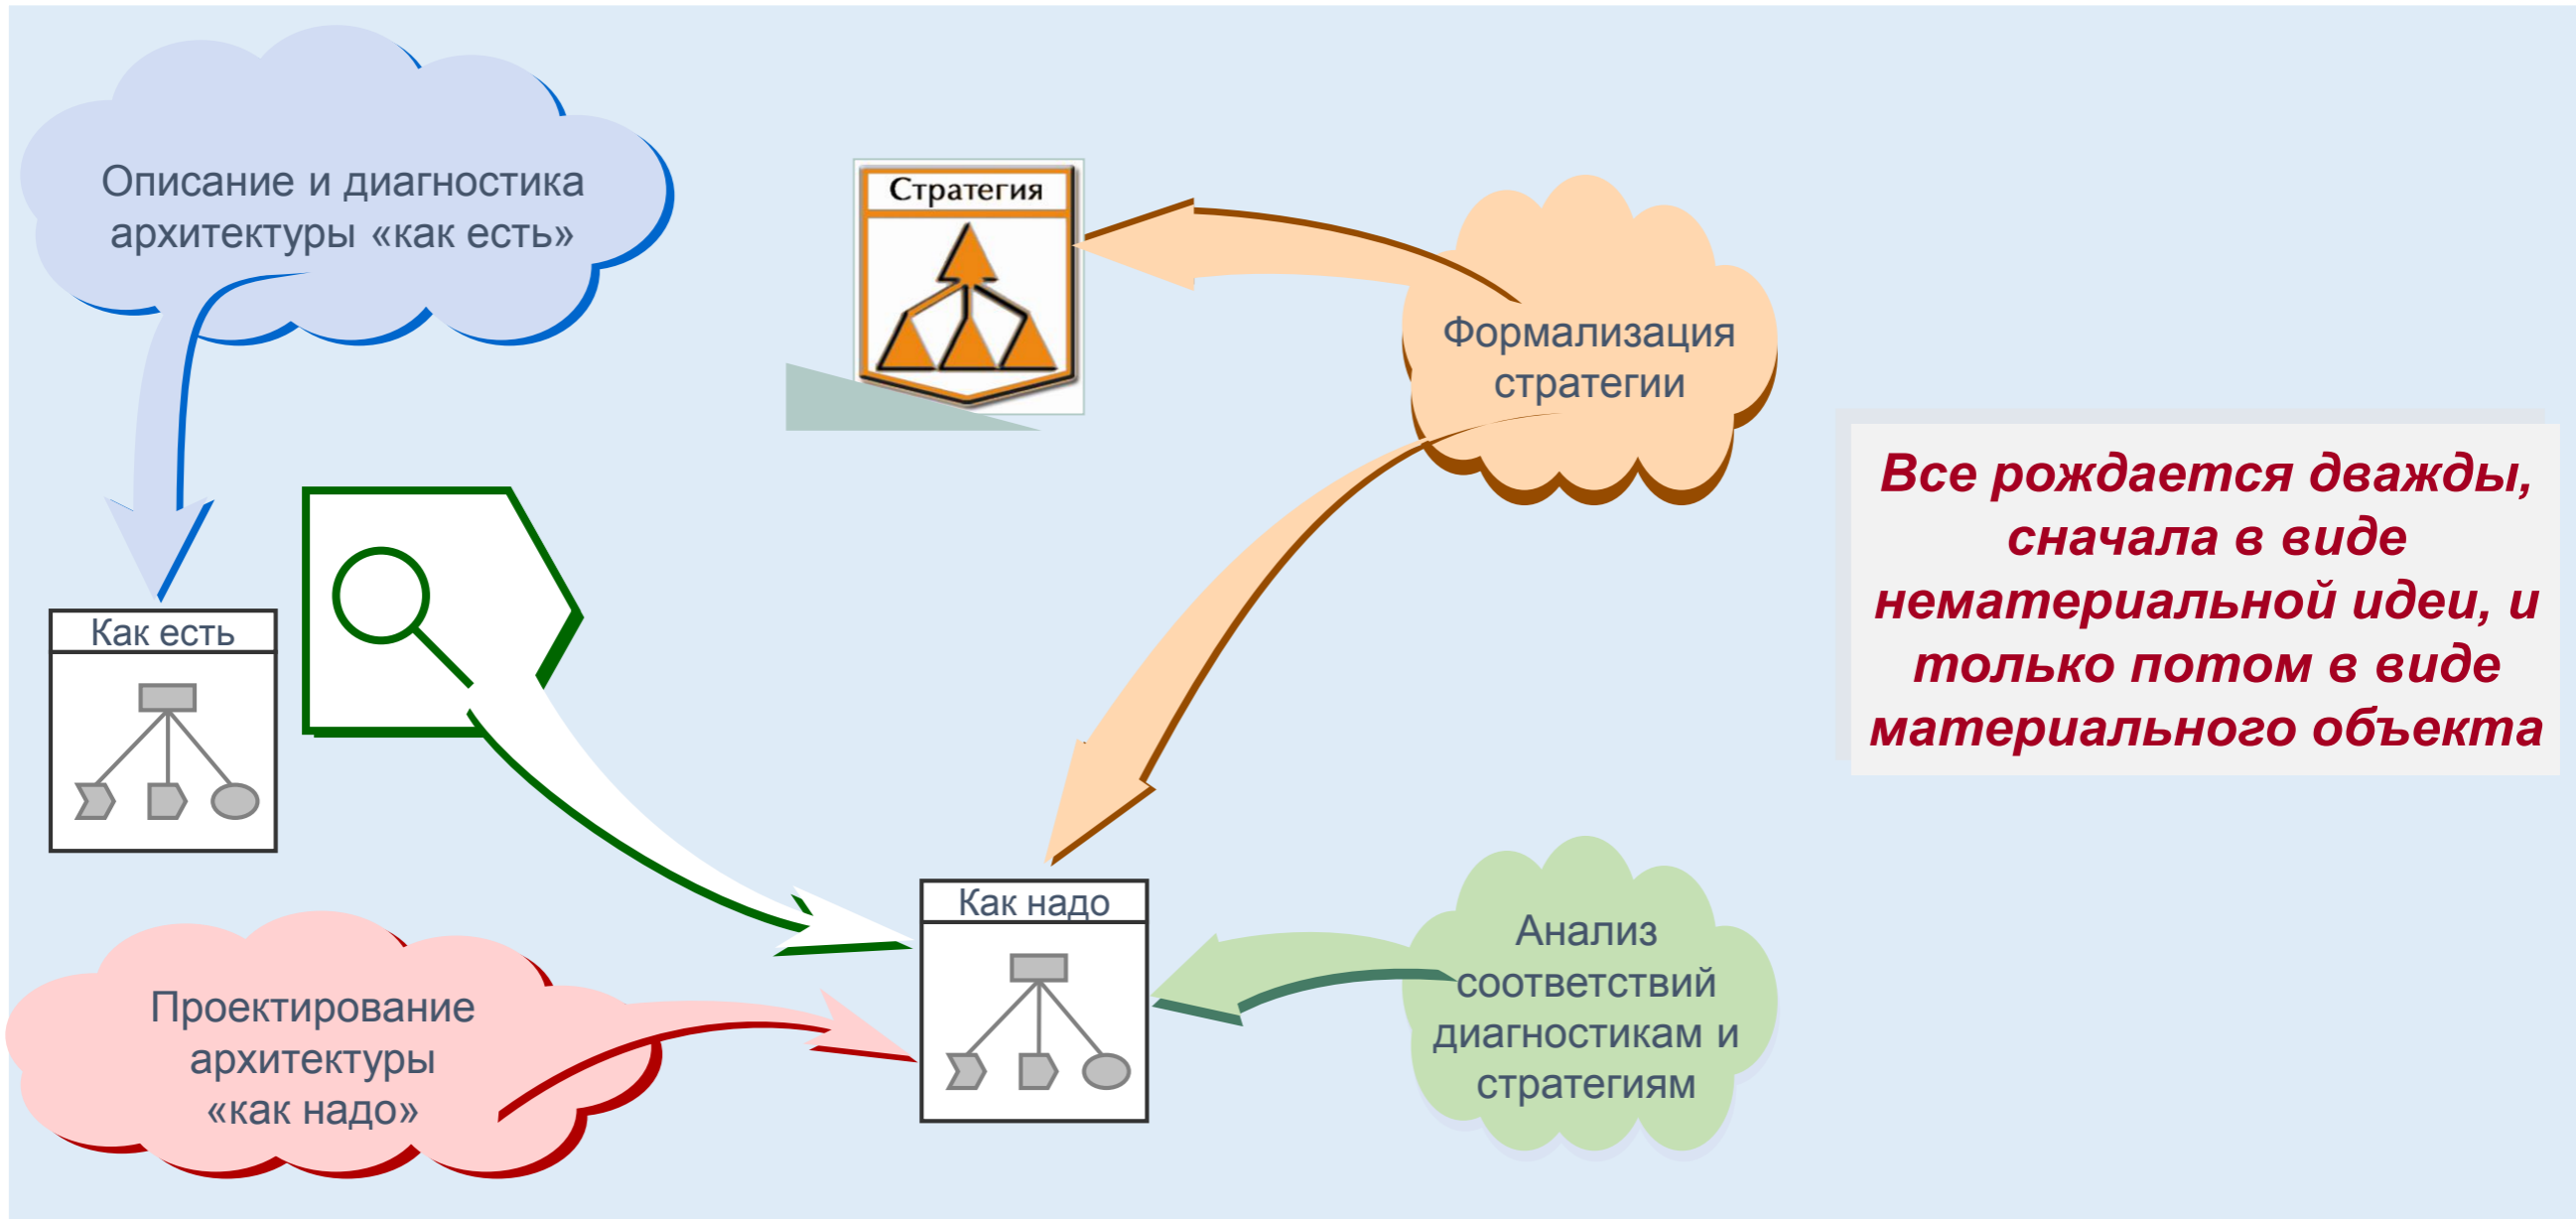 Описание и диагностика
архитектуры «как есть»
Стратегия
Формализация
стратегии
Все рождается дважды,
сначала в виде
нематериальной идеи, и
только потом в виде
материального объекта
Как есть
Как надо
Проектирование
архитектуры
«как надо»
Анализ
соответствий
диагностикам и
стратегиям